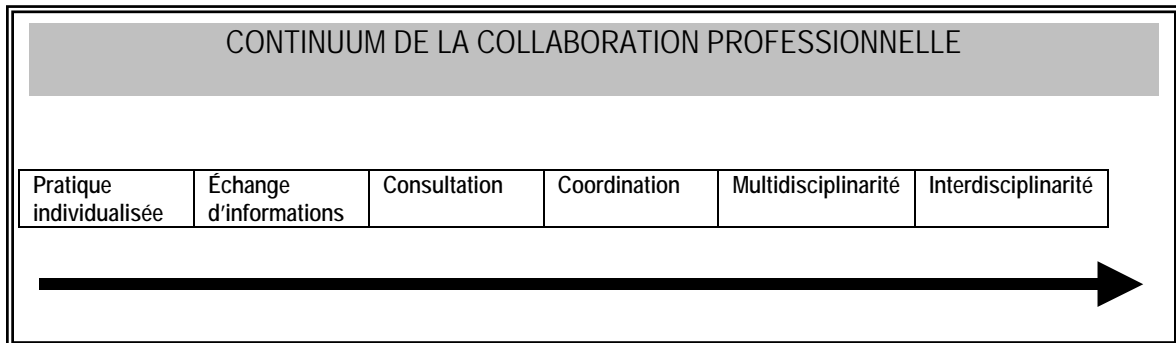 CONTINUUM DE LA COLLABORATION PROFESSIONNELLE
Pratique
individualisée
Échange
d'informations
Consultation
Coordination
Multidisciplinarité
Interdisciplinarité